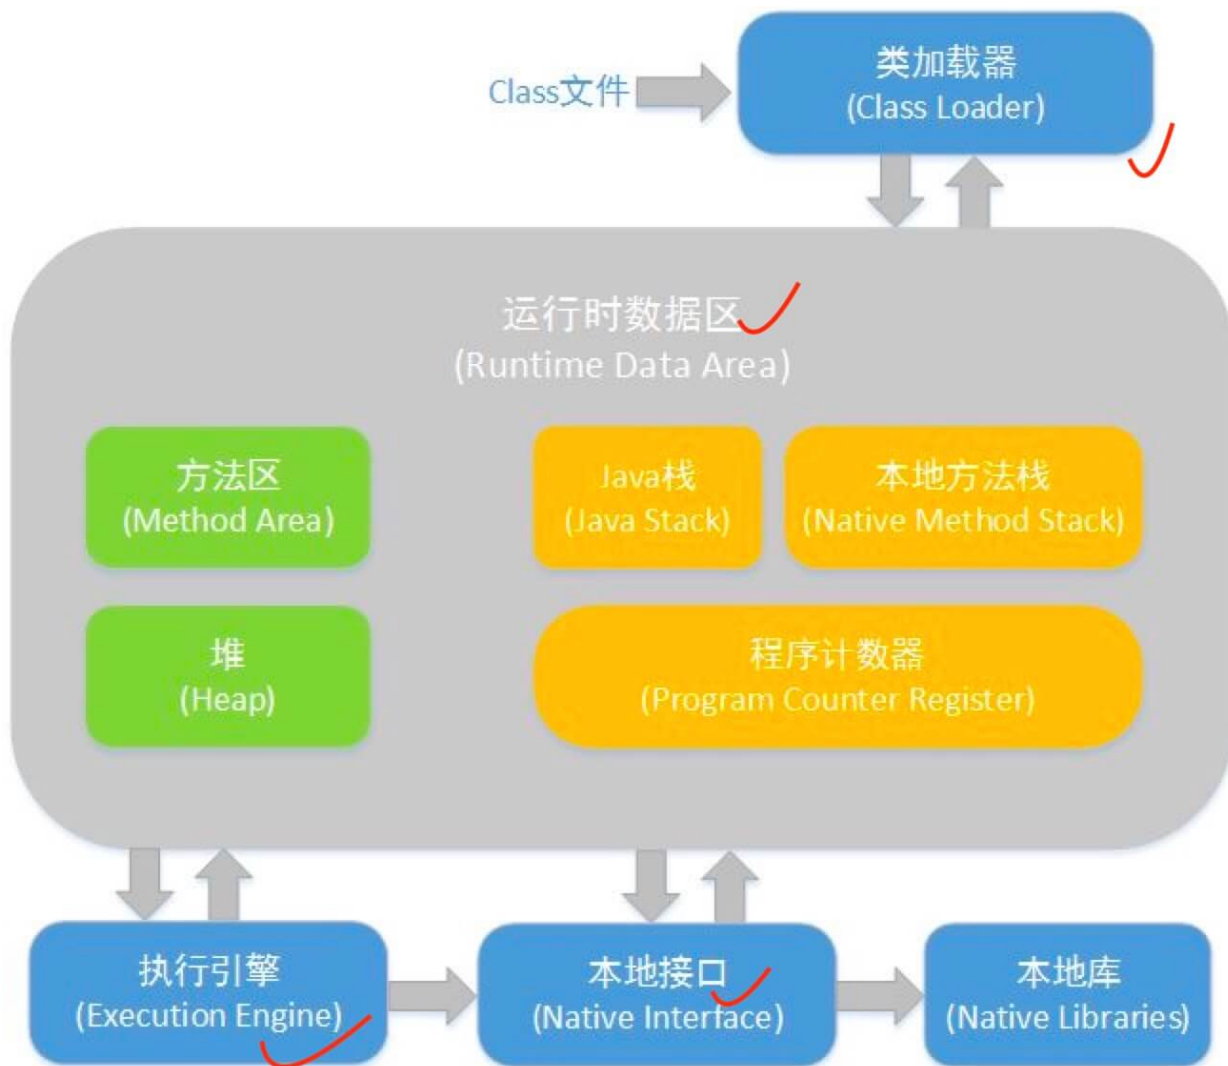 类加载器
(Class Loader)
Class文件
运行时数据区
(Runtime Data Area)
方法区
(Method Area)
Java栈
(Java Stack)
本地方法栈
(Native Method Stack)
堆
(Heap)
程序计数器
(Program Counter Register)
执行引擎
(Execution Engine)
本地接口
(Native Interface)
本地库
(Native Libraries)